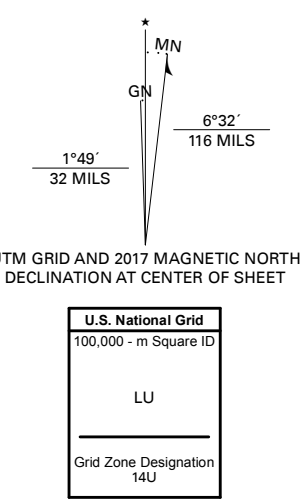 ★
MN
GN
6°32´
116 MILS
1°49´
32 MILS
UTM GRID AND 2017 MAGNETIC NORTH
DECLINATION AT CENTER OF SHEET
U.S. National Grid
100,000 - m Square ID
LU
Grid Zone Designation
14U